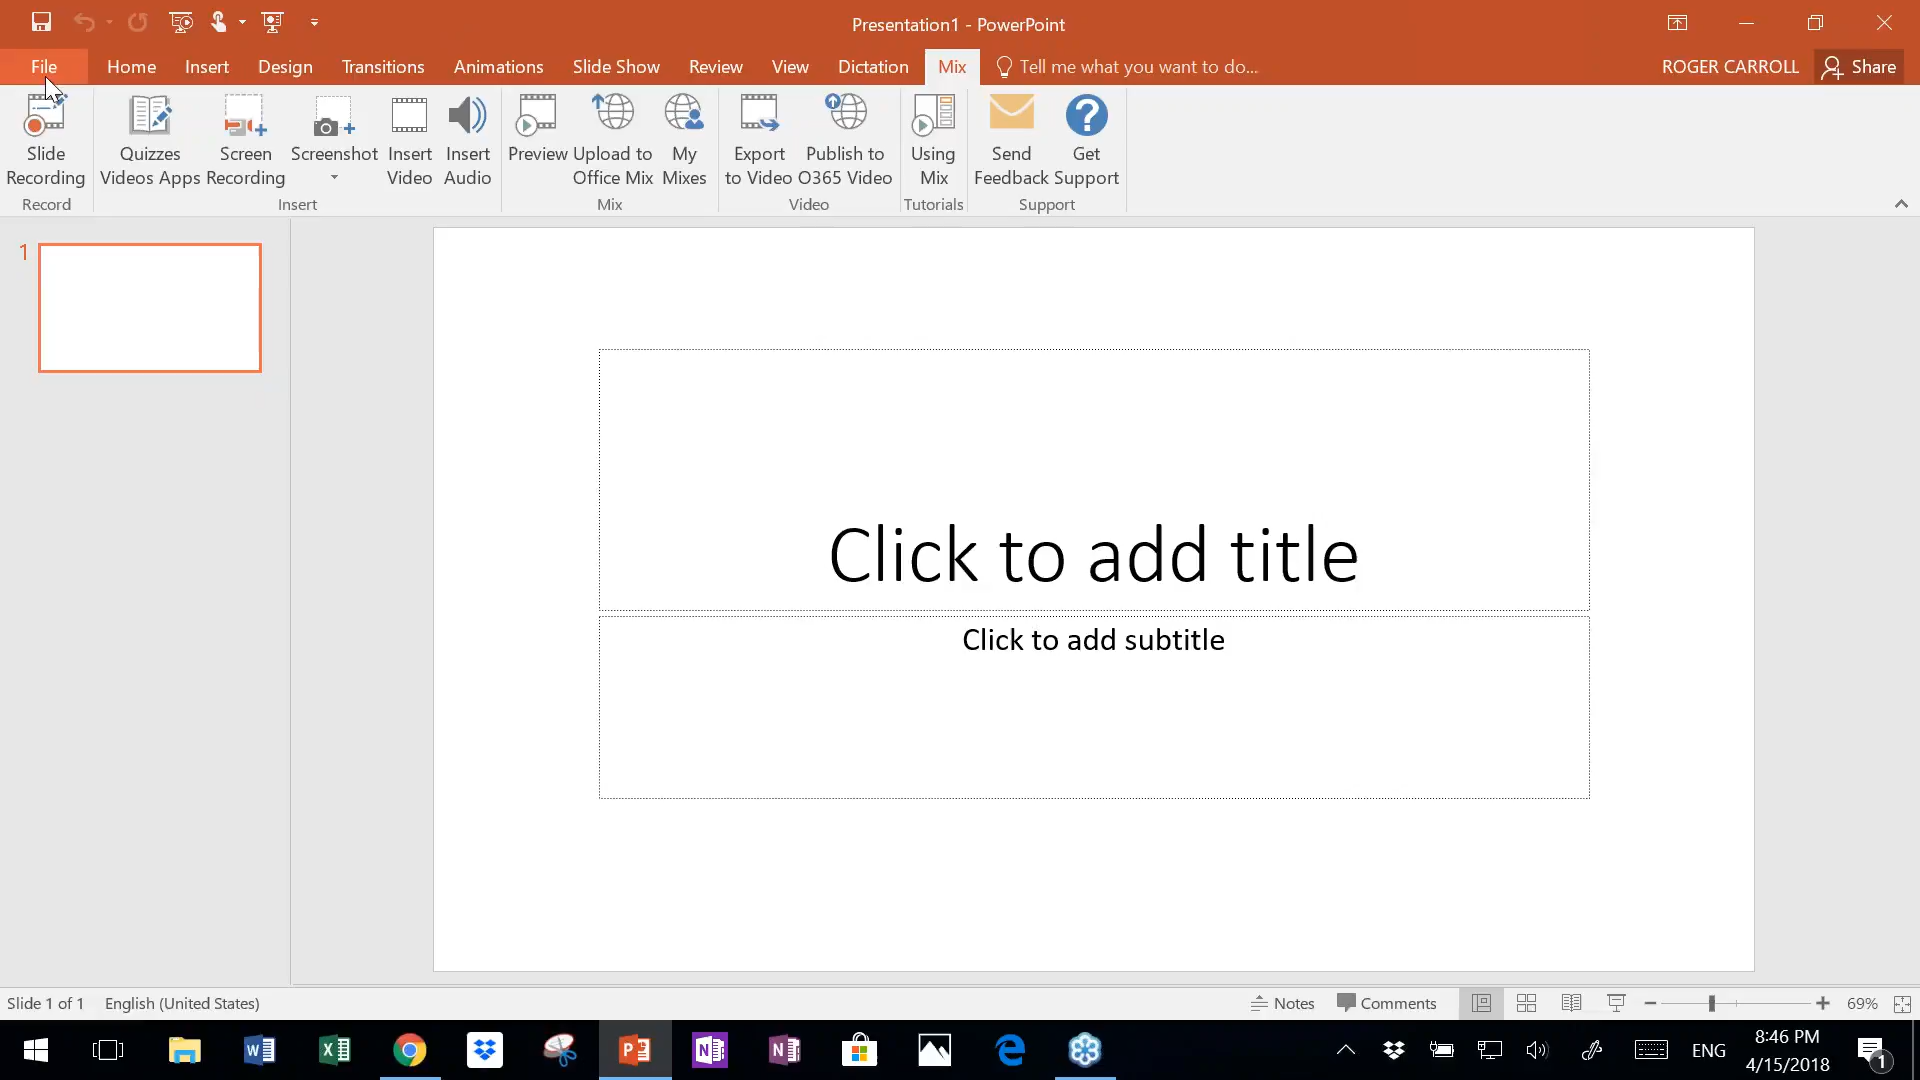 Presentation1 - PowerPoint
File Home Insert Design Transitions Animations Slide Show Review View Dictation Mix Tell me what you want to do... ROGER CARROLL Share
Slide Recording
Quizzes Videos Apps
Screen Recording
Screenshot
Insert Video
Insert Audio
Preview
Upload to Office Mix
My Mixes
Export to Video
Publish to O365 Video
Using Mix
Send Feedback
Get Support
Record Insert Mix Video Tutorials Support
1
Click to add title
Click to add subtitle
Slide 1 of 1 English (United States) Notes Comments 69%
ENG
8:46 PM
4/15/2018
1